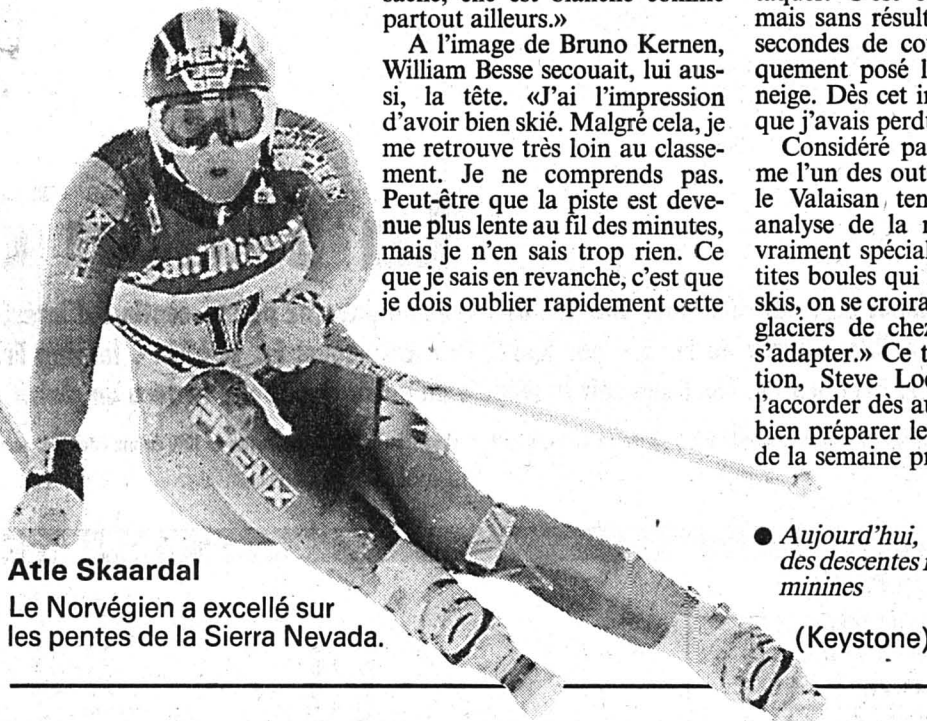 partout ailleurs.»
A l'image de Bruno Kernen,
William Besse secouait, lui aus-
si, la tête. «J'ai l'impression
d'avoir bien skié. Malgré cela, je
me retrouve très loin au classe-
ment. Je ne comprends pas.
Peut-être que la piste est deve-
nue plus lente au fil des minutes,
mais je n'en sais trop rien. Ce
que je sais en revanche, c'est que
je dois oublier rapidement cette
mais sans résult
secondes de co
quement posé l
neige. Dès cet i
que j'avais perd
Considéré pa
me l'un des out
le Valaisan ten
analyse de la
vraiment spécial
tites boules qui
skis, on se croira
glaciers de chez
s'adapter.» Ce t
tion, Steve Lo
l'accorder dès au
bien préparer le
de la semaine p
● Aujourd'hui,
des descentes
minines
(Keystone)
PHENIX
PHENIX
San Migue
17
PHENIX
Atle Skaardal
Le Norvégien a excellé sur
les pentes de la Sierra Nevada.